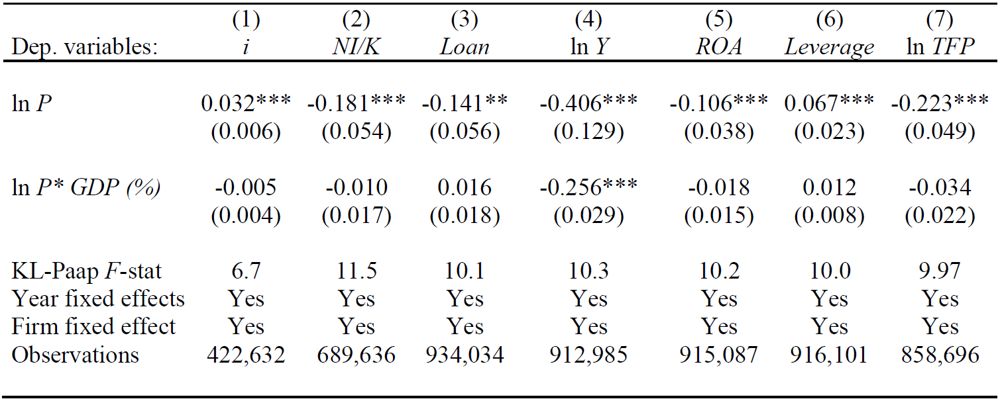 (1) (2) (3) (4) (5) (6) (7)
Dep. variables: i NI/K Loan ln Y ROA Leverage ln TFP
ln P 0.032*** -0.181*** -0.141** -0.406*** -0.106*** 0.067*** -0.223***
(0.006) (0.054) (0.056) (0.129) (0.038) (0.023) (0.049)
ln P* GDP (%) -0.005 -0.010 0.016 -0.256*** -0.018 0.012 -0.034
(0.004) (0.017) (0.018) (0.029) (0.015) (0.008) (0.022)
KL-Paap F-stat 6.7 11.5 10.1 10.3 10.2 10.0 9.97
Year fixed effects Yes Yes Yes Yes Yes Yes Yes
Firm fixed effect Yes Yes Yes Yes Yes Yes Yes
Observations 422,632 689,636 934,034 912,985 915,087 916,101 858,696